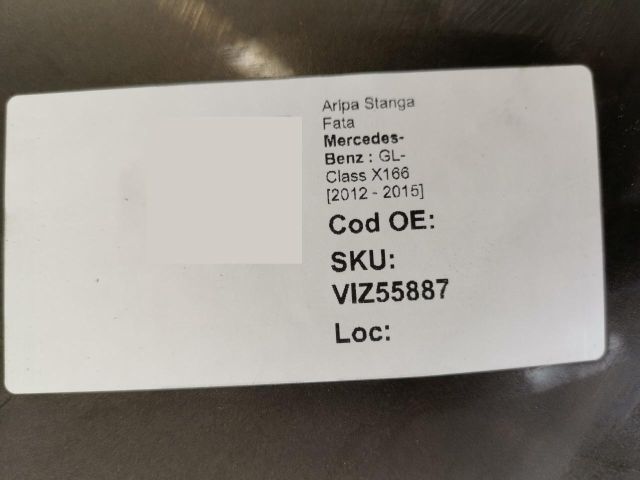 Aripa Stanga
Fata
Mercedes-
Benz : GL-
Class X166
[2012 - 2015]
Cod OE:
SKU:
VIZ55887
Loc: